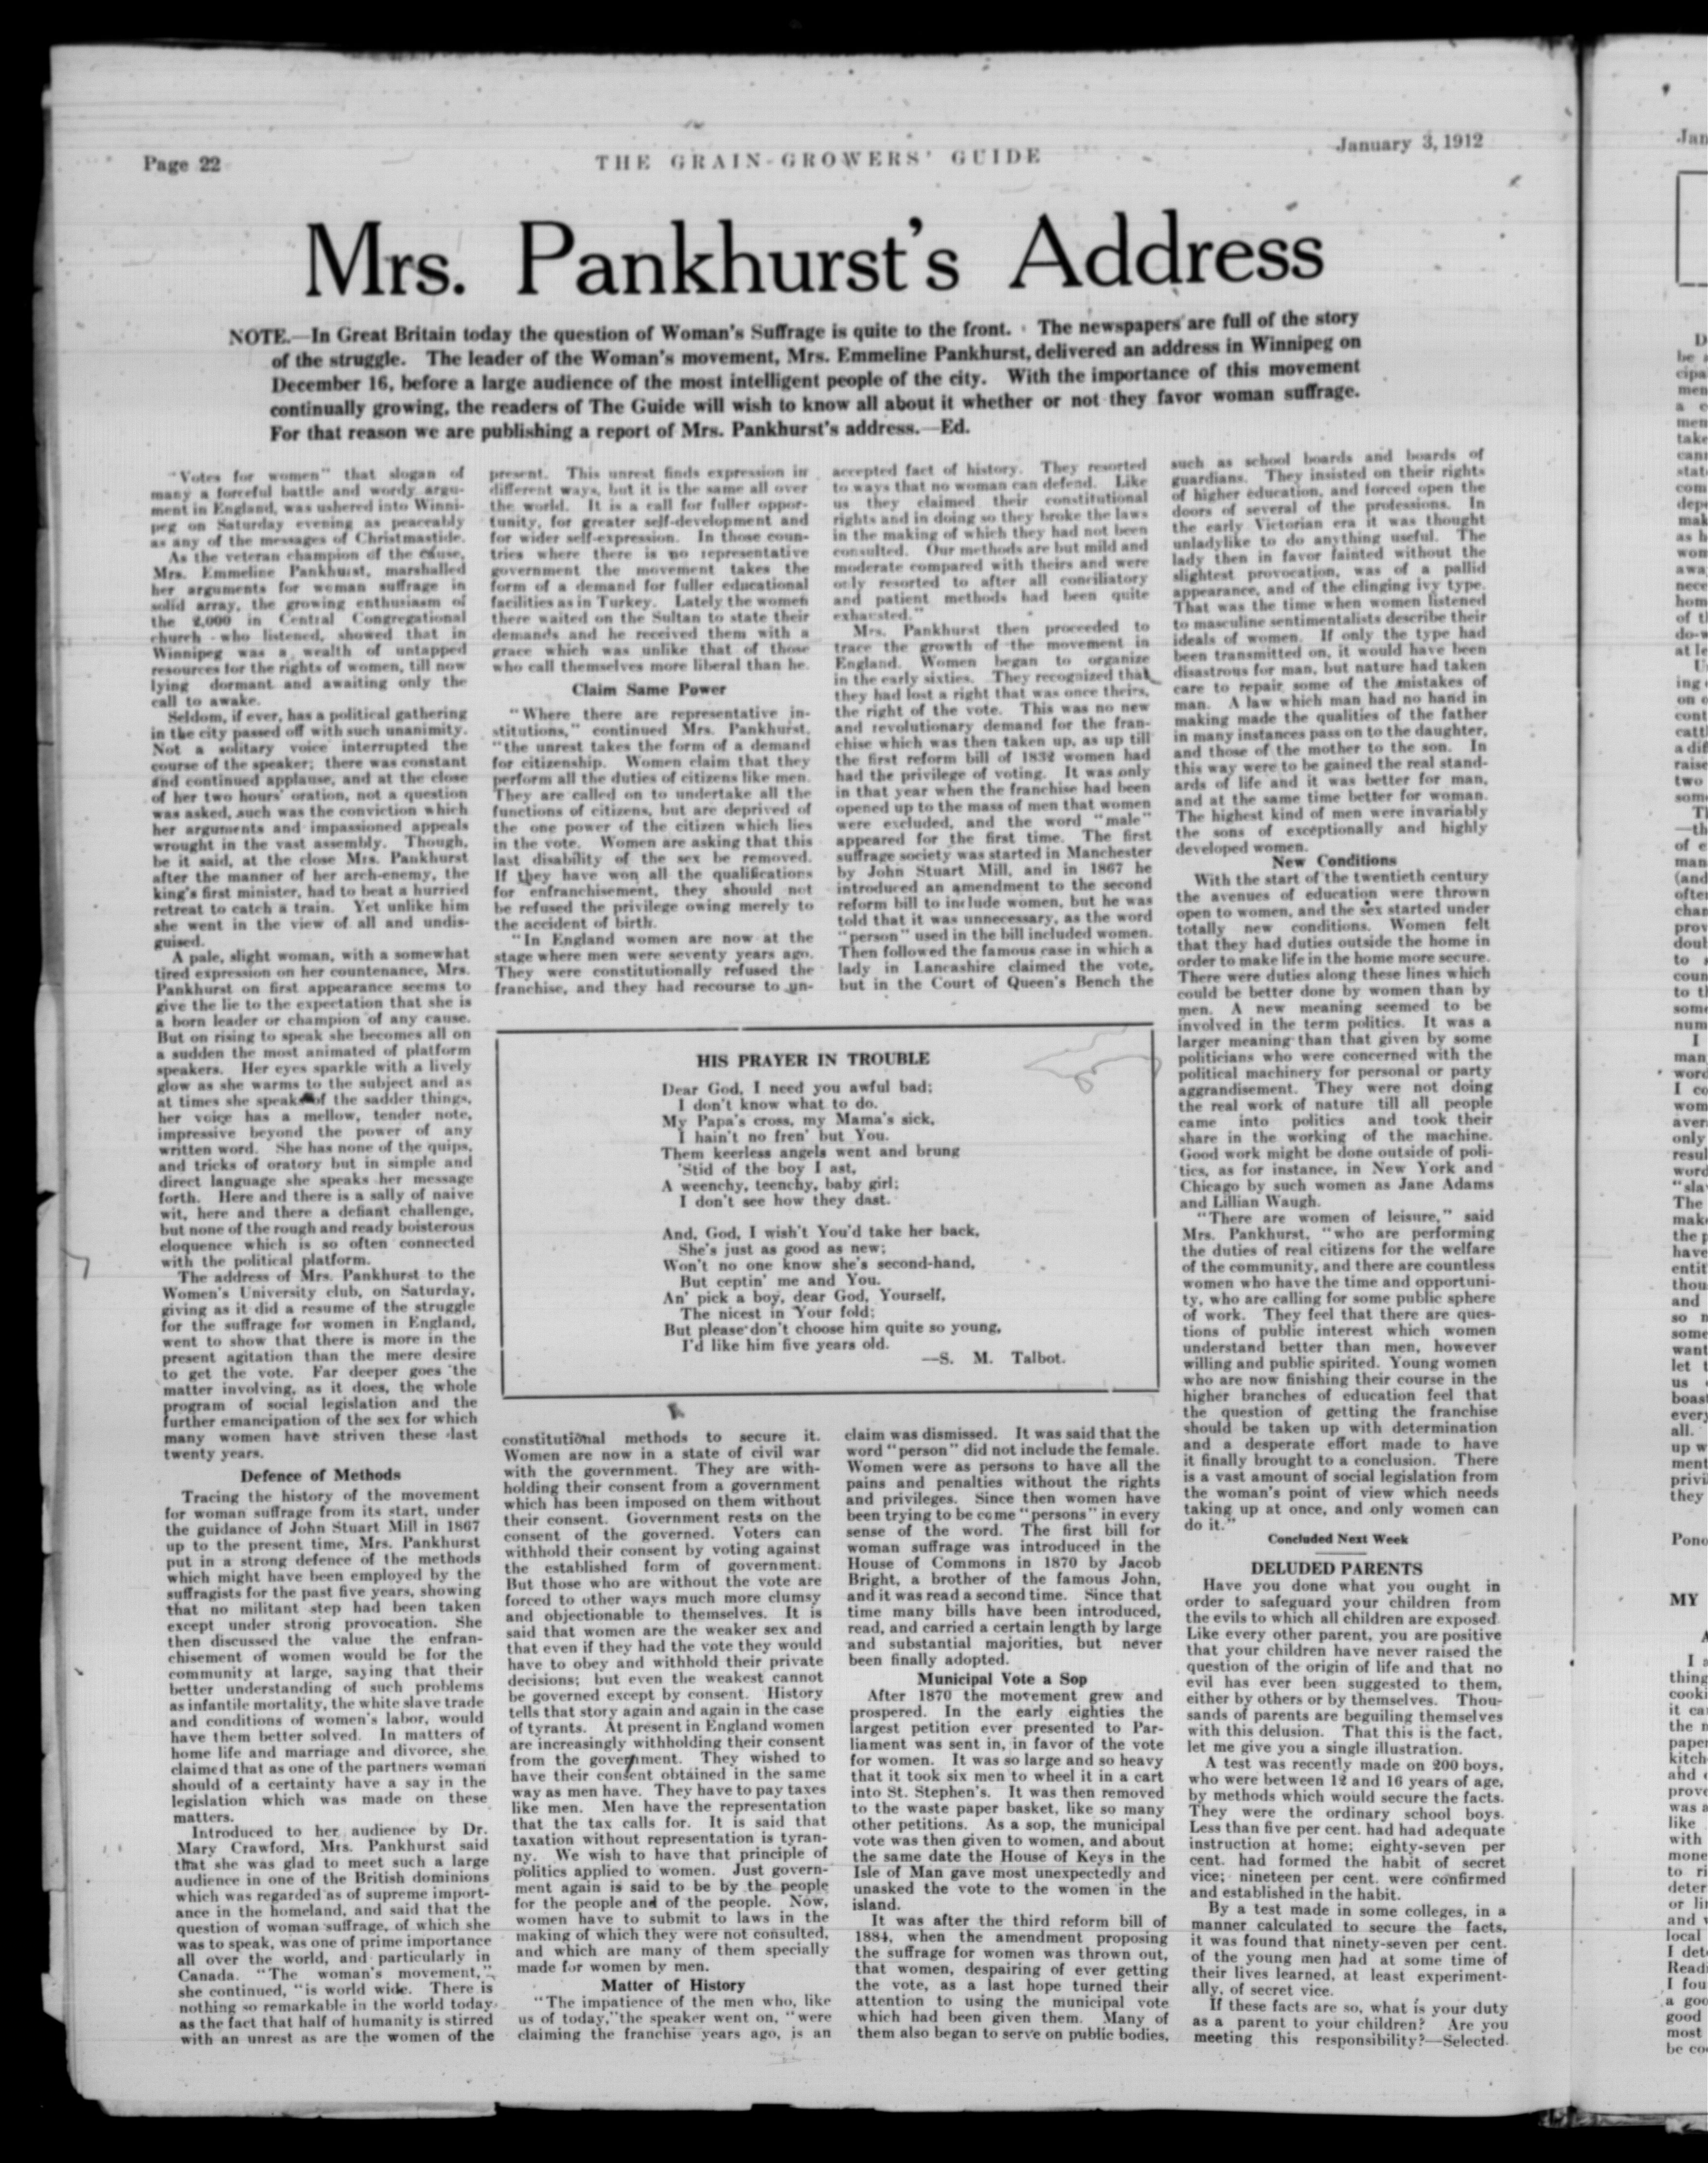 Page 22
THE GRAIN GROWERS' GUIDE
January 3, 1912
Mrs. Pankhurst's Address
NOTE.—In Great Britain today the question of Woman's Suffrage is quite to the front. The newspapers are full of the story
of the struggle. The leader of the Woman's movement, Mrs. Emmeline Pankhurst, delivered an address in Winnipeg on
December 16, before a large audience of the most intelligent people of the city. With the importance of this movement
continually growing, the readers of The Guide will wish to know all about it whether or not they favor woman suffrage.
For that reason we are publishing a report of Mrs. Pankhurst's address.—Ed.
"Votes for women" that slogan of
many a forceful battle and wordy argu-
ment in England, was ushered into Winni-
peg on Saturday evening as peaceably
as any of the messages of Christmastide.
As the veteran champion of the cause,
Mrs. Emmeline Pankhurst, marshalled
her arguments for woman suffrage in
solid array, the growing enthusiasm of
the 2,000 in Central Congregational
church who listened, showed that in
Winnipeg was a wealth of untapped
resources for the rights of women, till now
lying dormant and awaiting only the
call to awake.
Seldom, if ever, has a political gathering
in the city passed off with such unanimity.
Not a solitary voice interrupted the
course of the speaker; there was constant
and continued applause, and at the close
of her two hours' oration, not a question
was asked, such was the conviction which
her arguments and impassioned appeals
wrought in the vast assembly. Though,
be it said, at the close Mrs. Pankhurst
after the manner of her arch-enemy, the
king's first minister, had to beat a hurried
retreat to catch a train. Yet unlike him
she went in the view of all and undis-
guised.
A pale, slight woman, with a somewhat
tired expression on her countenance, Mrs.
Pankhurst on first appearance seems to
give the lie to the expectation that she is
a born leader or champion of any cause.
But on rising to speak she becomes all on
a sudden the most animated of platform
speakers. Her eyes sparkle with a lively
glow as she warms to the subject and as
at times she speaks of the sadder things,
her voice has a mellow, tender note,
impressive beyond the power of any
written word. She has none of the quips,
and tricks of oratory but in simple and
direct language she speaks her message
forth. Here and there is a sally of naive
wit, here and there a defiant challenge,
but none of the rough and ready boisterous
eloquence which is so often connected
with the political platform.
The address of Mrs. Pankhurst to the
Women's University club, on Saturday,
giving as it did a resume of the struggle
for the suffrage for women in England,
went to show that there is more in the
present agitation than the mere desire
to get the vote. Far deeper goes the
matter involving, as it does, the whole
program of social legislation and the
further emancipation of the sex for which
many women have striven these last
twenty years.
Defence of Methods
Tracing the history of the movement
for woman suffrage from its start, under
the guidance of John Stuart Mill in 1867
up to the present time, Mrs. Pankhurst
put in a strong defence of the methods
which might have been employed by the
suffragists for the past five years, showing
that no militant step had been taken
except under strong provocation. She
then discussed the value the enfran-
chisement of women would be for the
community at large, saying that their
better understanding of such problems
as infantile mortality, the white slave trade
and conditions of women's labor, would
have them better solved. In matters of
home life and marriage and divorce, she
claimed that as one of the partners woman
should of a certainty have a say in the
legislation which was made on these
matters.
Introduced to her audience by Dr.
Mary Crawford, Mrs. Pankhurst said
that she was glad to meet such a large
audience in one of the British dominions
which was regarded as of supreme import-
ance in the homeland, and said that the
question of woman suffrage, of which she
was to speak, was one of prime importance
all over the world, and particularly in
Canada. "The woman's movement,"
she continued, "is world wide. There is
nothing so remarkable in the world today
as the fact that half of humanity is stirred
with an unrest as are the women of the
present. This unrest finds expression in
different ways, but it is the same all over
the world. It is a call for fuller oppor-
tunity, for greater self-development and
for wider self-expression. In those coun-
tries where there is no representative
government the movement takes the
form of a demand for fuller educational
facilities as in Turkey. Lately the women
there waited on the Sultan to state their
demands and he received them with a
grace which was unlike that of those
who call themselves more liberal than he.
Claim Same Power
"Where there are representative in-
stitutions," continued Mrs. Pankhurst,
"the unrest takes the form of a demand
for citizenship. Women claim that they
perform all the duties of citizens like men.
They are called on to undertake all the
functions of citizens, but are deprived of
the one power of the citizen which lies
in the vote. Women are asking that this
last disability of the sex be removed.
If they have won all the qualifications
for enfranchisement, they should not
be refused the privilege owing merely to
the accident of birth.
"In England women are now at the
stage where men were seventy years ago.
They were constitutionally refused the
franchise, and they had recourse to un-
constitutional methods to secure it.
Women are now in a state of civil war
with the government. They are with-
holding their consent from a government
which has been imposed on them without
their consent. Government rests on the
consent of the governed. Voters can
withhold their consent by voting against
the established form of government.
But those who are without the vote are
forced to other ways much more clumsy
and objectionable to themselves. It is
said that women are the weaker sex and
that even if they had the vote they would
have to obey and withhold their private
decisions; but even the weakest cannot
be governed except by consent. History
tells that story again and again in the case
of tyrants. At present in England women
are increasingly withholding their consent
from the government. They wished to
have their consent obtained in the same
way as men have. They have to pay taxes
like men. Men have the representation
that the tax calls for. It is said that
taxation without representation is tyran-
ny. We wish to have that principle of
politics applied to women. Just govern-
ment again is said to be by the people
for the people and of the people. Now,
women have to submit to laws in the
making of which they were not consulted,
and which are many of them specially
made for women by men.
Matter of History
"The impatience of the men who, like
us of today," the speaker went on, "were
claiming the franchise years ago, is an
accepted fact of history. They resorted
to ways that no woman can defend. Like
us they claimed their constitutional
rights and in doing so they broke the laws
in the making of which they had not been
consulted. Our methods are but mild and
moderate compared with theirs and were
only resorted to after all conciliatory
and patient methods had been quite
exhausted."
Mrs. Pankhurst then proceeded to
trace the growth of the movement in
England. Women began to organize
in the early sixties. They recognized that
they had lost a right that was once theirs,
the right of the vote. This was no new
and revolutionary demand for the fran-
chise which was then taken up, as up till
the first reform bill of 1832 women had
had the privilege of voting. It was only
in that year when the franchise had been
opened up to the mass of men that women
were excluded, and the word "male"
appeared for the first time. The first
suffrage society was started in Manchester
by John Stuart Mill, and in 1867 he
introduced an amendment to the second
reform bill to include women, but he was
told that it was unnecessary, as the word
"person" used in the bill included women.
Then followed the famous case in which a
lady in Lancashire claimed the vote,
but in the Court of Queen's Bench the
claim was dismissed. It was said that the
word "person" did not include the female.
Women were as persons to have all the
pains and penalties without the rights
and privileges. Since then women have
been trying to be come "persons" in every
sense of the word. The first bill for
woman suffrage was introduced in the
House of Commons in 1870 by Jacob
Bright, a brother of the famous John,
and it was read a second time. Since that
time many bills have been introduced,
read, and carried a certain length by large
and substantial majorities, but never
been finally adopted.
Municipal Vote a Sop
After 1870 the movement grew and
prospered. In the early eighties the
largest petition ever presented to Par-
liament was sent in, in favor of the vote
for women. It was so large and so heavy
that it took six men to wheel it in a cart
into St. Stephen's. It was then removed
to the waste paper basket, like so many
other petitions. As a sop, the municipal
vote was then given to women, and about
the same date the House of Keys in the
Isle of Man gave most unexpectedly and
unasked the vote to the women in the
island.
It was after the third reform bill of
1884, when the amendment proposing
the suffrage for women was thrown out,
that women, despairing of ever getting
the vote, as a last hope turned their
attention to using the municipal vote
which had been given them. Many of
them also began to serve on public bodies,
such as school boards and boards of
guardians. They insisted on their rights
of higher education, and forced open the
doors of several of the professions. In
the early Victorian era it was thought
unladylike to do anything useful. The
lady then in favor fainted without the
slightest provocation, was of a pallid
appearance, and of the clinging ivy type.
That was the time when women listened
to masculine sentimentalists describe their
ideals of women. If only the type had
been transmitted on, it would have been
disastrous for man, but nature had taken
care to repair some of the mistakes of
man. A law which man had no hand in
making made the qualities of the father
in many instances pass on to the daughter,
and those of the mother to the son. In
this way were to be gained the real stand-
ards of life and it was better for man,
and at the same time better for woman.
The highest kind of men were invariably
the sons of exceptionally and highly
developed women.
New Conditions
With the start of the twentieth century
the avenues of education were thrown
open to women, and the sex started under
totally new conditions. Women felt
that they had duties outside the home in
order to make life in the home more secure.
There were duties along these lines which
could be better done by women than by
men. A new meaning seemed to be
involved in the term politics. It was a
larger meaning than that given by some
politicians who were concerned with the
political machinery for personal or party
aggrandisement. They were not doing
the real work of nature till all people
came into politics and took their
share in the working of the machine.
Good work might be done outside of poli-
tics, as for instance, in New York and
Chicago by such women as Jane Adams
and Lillian Waugh.
"There are women of leisure," said
Mrs. Pankhurst, "who are performing
the duties of real citizens for the welfare
of the community, and there are countless
women who have the time and opportuni-
ty, who are calling for some public sphere
of work. They feel that there are ques-
tions of public interest which women
understand better than men, however
willing and public spirited. Young women
who are now finishing their course in the
higher branches of education feel that
the question of getting the franchise
should be taken up with determination
and a desperate effort made to have
it finally brought to a conclusion. There
is a vast amount of social legislation from
the woman's point of view which needs
taking up at once, and only women can
do it."
Concluded Next Week
HIS PRAYER IN TROUBLE
Dear God, I need you awful bad;
I don't know what to do.
My Papa's cross, my Mama's sick,
I hain't no fren' but You.
Them keerless angels went and brung
'Stid of the boy I ast,
A weenchy, teenchy, baby girl;
I don't see how they dast.
And, God, I wish't You'd take her back,
She's just as good as new;
Won't no one know she's second-hand,
But ceptin' me and You.
An' pick a boy, dear God, Yourself,
The nicest in Your fold;
But please don't choose him quite so young,
I'd like him five years old.
—S. M. Talbot.
DELUDED PARENTS
Have you done what you ought in
order to safeguard your children from
the evils to which all children are exposed.
Like every other parent, you are positive
that your children have never raised the
question of the origin of life and that no
evil has ever been suggested to them,
either by others or by themselves. Thou-
sands of parents are beguiling themselves
with this delusion. That this is the fact,
let me give you a single illustration.
A test was recently made on 200 boys,
who were between 12 and 16 years of age,
by methods which would secure the facts.
They were the ordinary school boys.
Less than five per cent. had had adequate
instruction at home; eighty-seven per
cent. had formed the habit of secret
vice; nineteen per cent. were confirmed
and established in the habit.
By a test made in some colleges, in a
manner calculated to secure the facts,
it was found that ninety-seven per cent.
of the young men had at some time of
their lives learned, at least experiment-
ally, of secret vice.
If these facts are so, what is your duty
as a parent to your children? Are you
meeting this responsibility?—Selected.